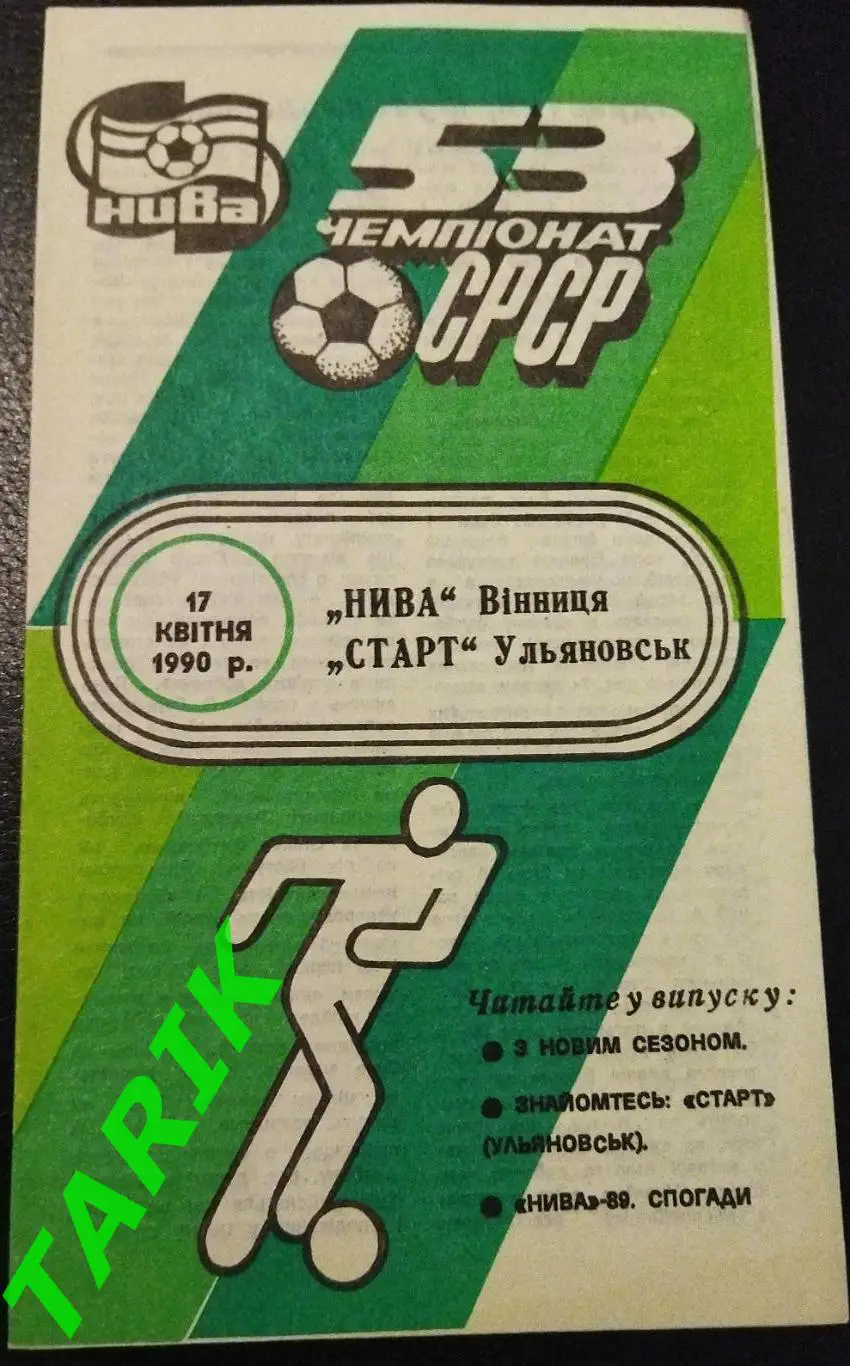 нива
53
ЧЕМПІОНАТ
СРСР
17
КВІТНЯ
1990 р.
„НИВА“ Вінниця
„СТАРТ“ Ульяновськ
Читайте у випуску:
● З НОВИМ СЕЗОНОМ.
● ЗНАЙОМТЕСЬ: «СТАРТ»
(УЛЬЯНОВСЬК).
● «НИВА»-89. СПОГАДИ
TARIK